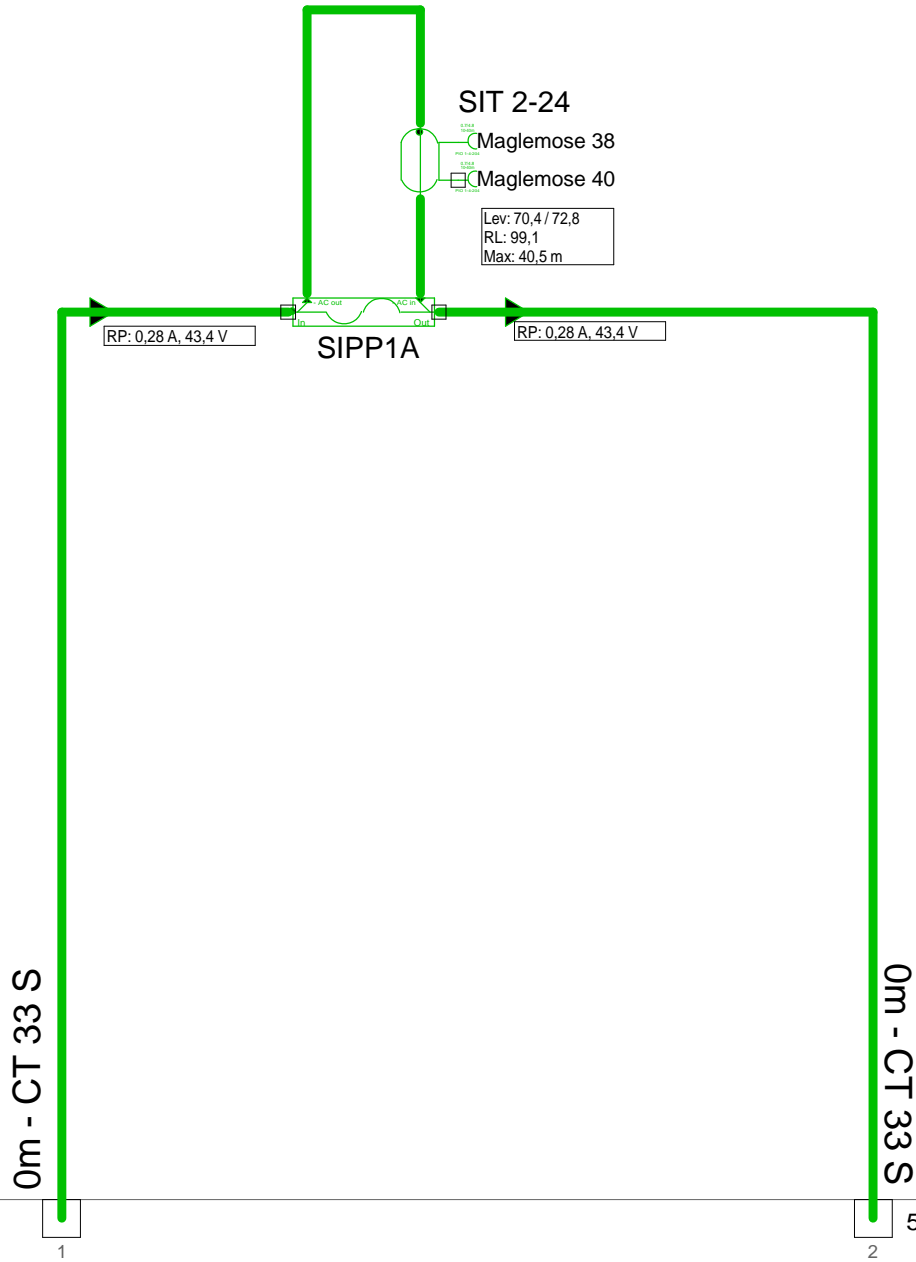 SIT 2-24
Maglemose 38
Maglemose 40
Lev: 70,4 / 72,8
RL: 99,1
Max: 40,5 m
- AC out
AC in
In
Out
RP: 0,28 A, 43,4 V
RP: 0,28 A, 43,4 V
SIPP1A
0m - CT 33 S
0m - CT 33 S
5
1
2